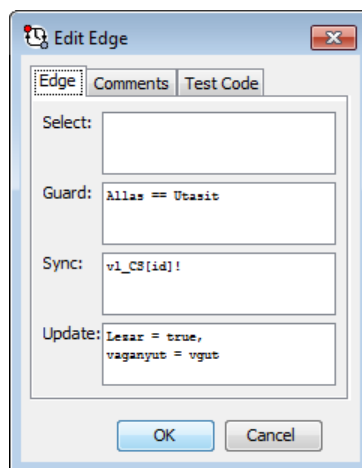 Edit Edge
Edge Comments Test Code
Select:
Guard: Allas == Utasit
Sync: vl_CS[id]!
Update: Lezar = true,
vaganyut = vgut
OK Cancel